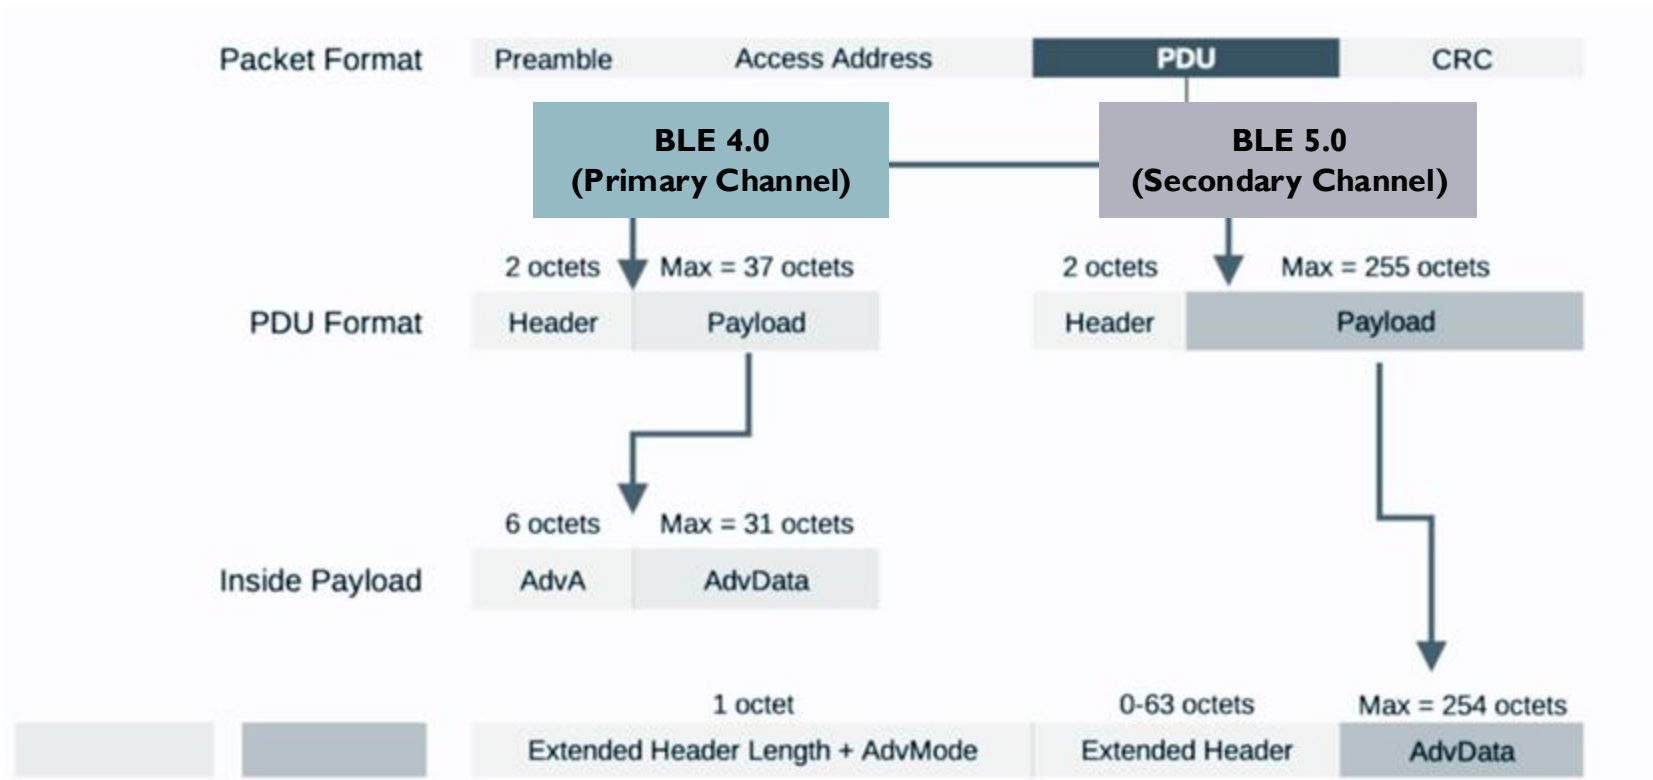 Packet Format Preamble Access Address PDU CRC
BLE 4.0
(Primary Channel)
BLE 5.0
(Secondary Channel)
2 octets Max = 37 octets 2 octets Max = 255 octets
PDU Format Header Payload Header Payload
6 octets Max = 31 octets
Inside Payload AdvA AdvData
1 octet 0-63 octets Max = 254 octets
Extended Header Length + AdvMode Extended Header AdvData